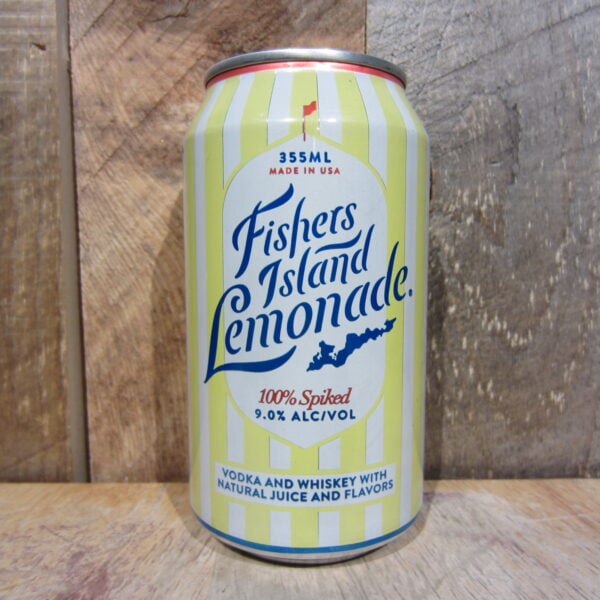 355ML
MADE IN USA
Fishers
Island
Lemonade.
100% Spiked
9.0% ALC/VOL
VODKA AND WHISKEY WITH
NATURAL JUICE AND FLAVORS